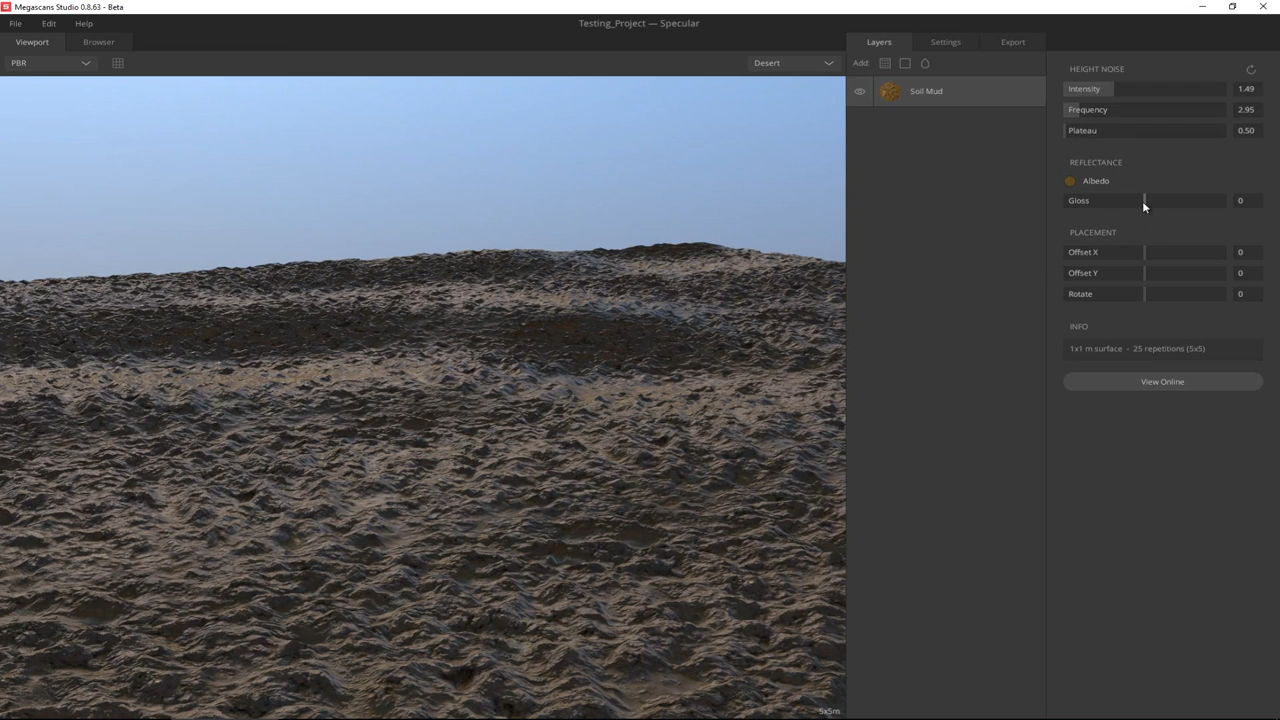 Megascans Studio 0.8.63 - Beta
File Edit Help
Testing_Project — Specular
Viewport Browser
Layers Settings Export
PBR
Desert
Add:
Soil Mud
HEIGHT NOISE
Intensity 1.49
Frequency 2.95
Plateau 0.50
REFLECTANCE
Albedo
Gloss 0
PLACEMENT
Offset X 0
Offset Y 0
Rotate 0
INFO
1x1 m surface - 25 repetitions (5x5)
View Online
5x5m